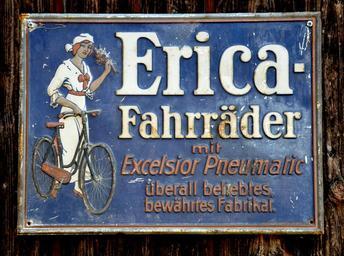 Erica-
Fahrräder
mit
Excelsior Pneumatic
überall beliebtes,
bewährtes Fabrikat.